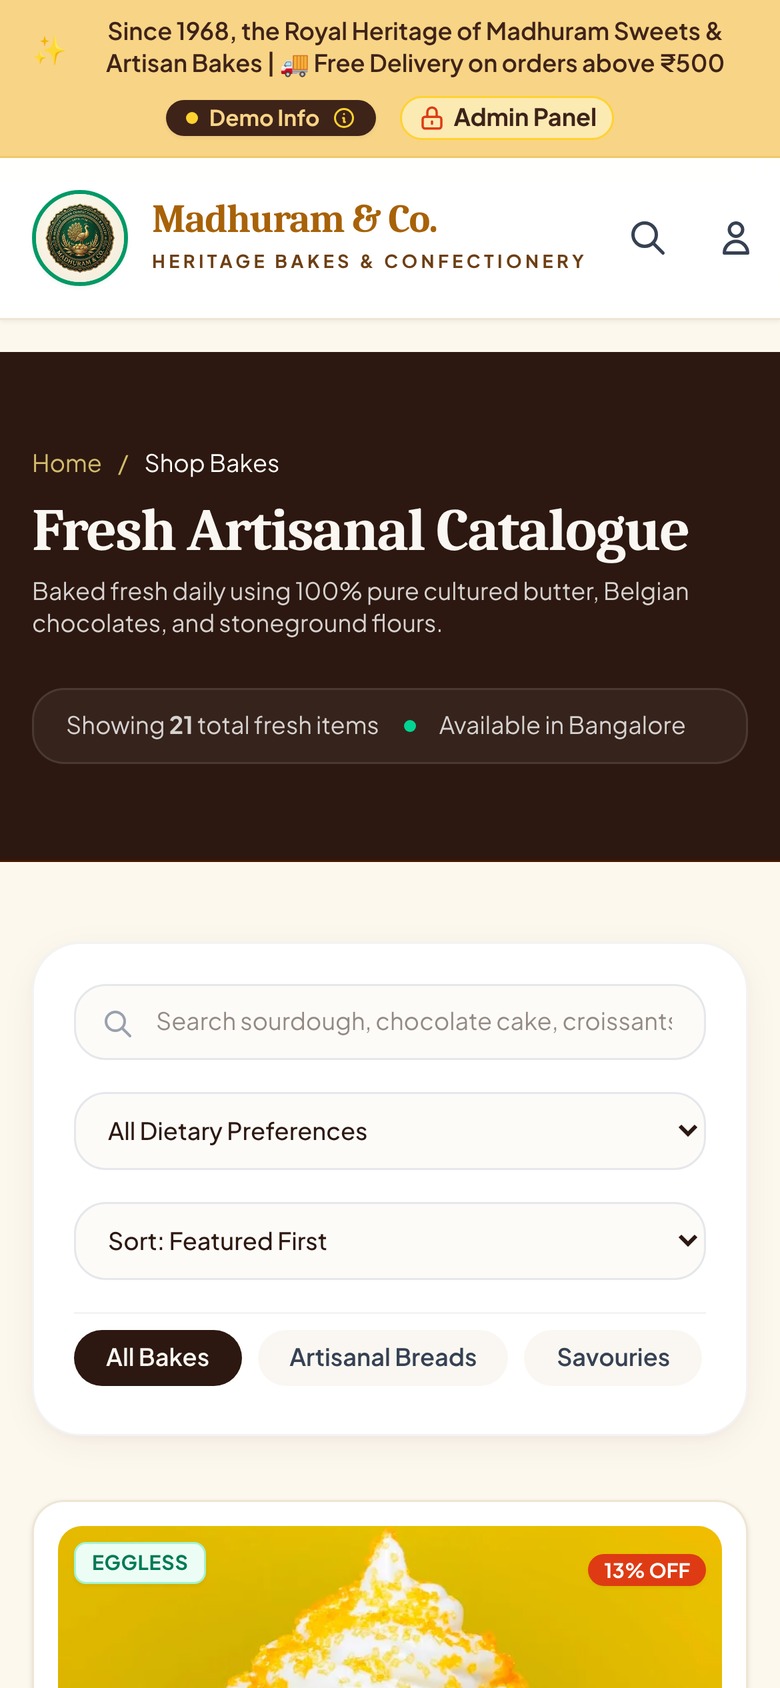 Since 1968, the Royal Heritage of Madhuram Sweets &
Artisan Bakes | 🚚 Free Delivery on orders above ₹500
Demo Info
Admin Panel
Madhuram & Co.
HERITAGE BAKES & CONFECTIONERY
Home / Shop Bakes
Fresh Artisanal Catalogue
Baked fresh daily using 100% pure cultured butter, Belgian
chocolates, and stoneground flours.
Showing 21 total fresh items • Available in Bangalore
Search sourdough, chocolate cake, croissants
All Dietary Preferences
Sort: Featured First
All Bakes
Artisanal Breads
Savouries
EGGLESS
13% OFF